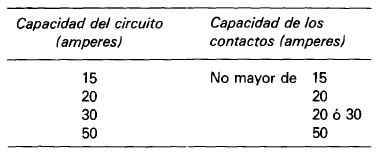 Capacidad del circuito Capacidad de los
(amperes) contactos (amperes)
15 No mayor de 15
20 20
30 20 ó 30
50 50